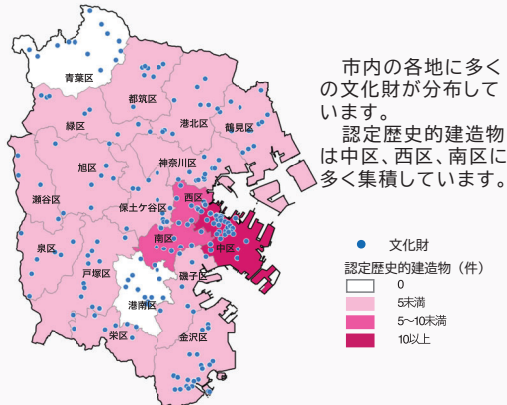 青葉区
都筑区
緑区
港北区
鶴見区
旭区
神奈川区
瀬谷区
保土ケ谷区
西区
泉区
戸塚区
南区
中区
磯子区
港南区
栄区
金沢区
市内の各地に多く
の文化財が分布して
います。
認定歴史的建造物
は中区、西区、南区に
多く集積しています。
文化財
認定歴史的建造物（件）
0
5未満
5～10未満
10以上